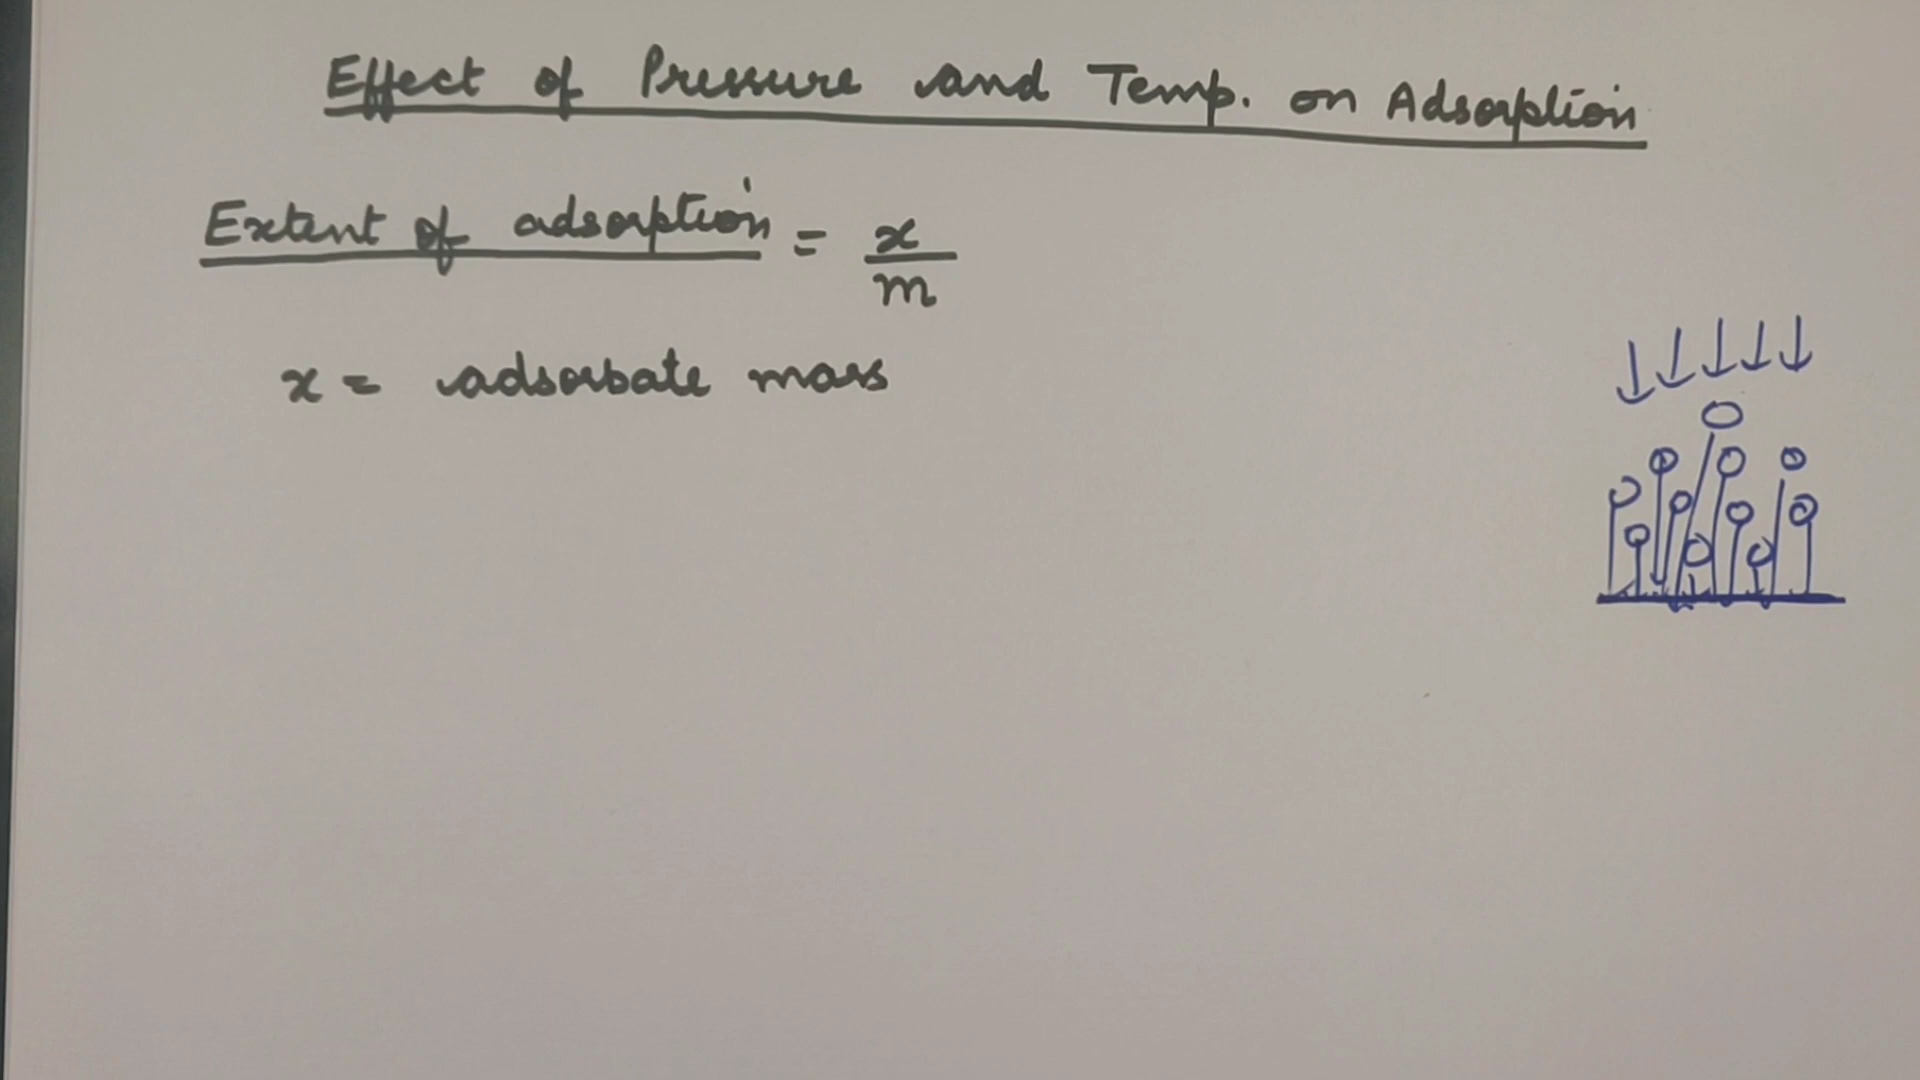 Effect of Pressure and Temp. on Adsorption
Extent of adsorption = x/m
x = adsorbate mass